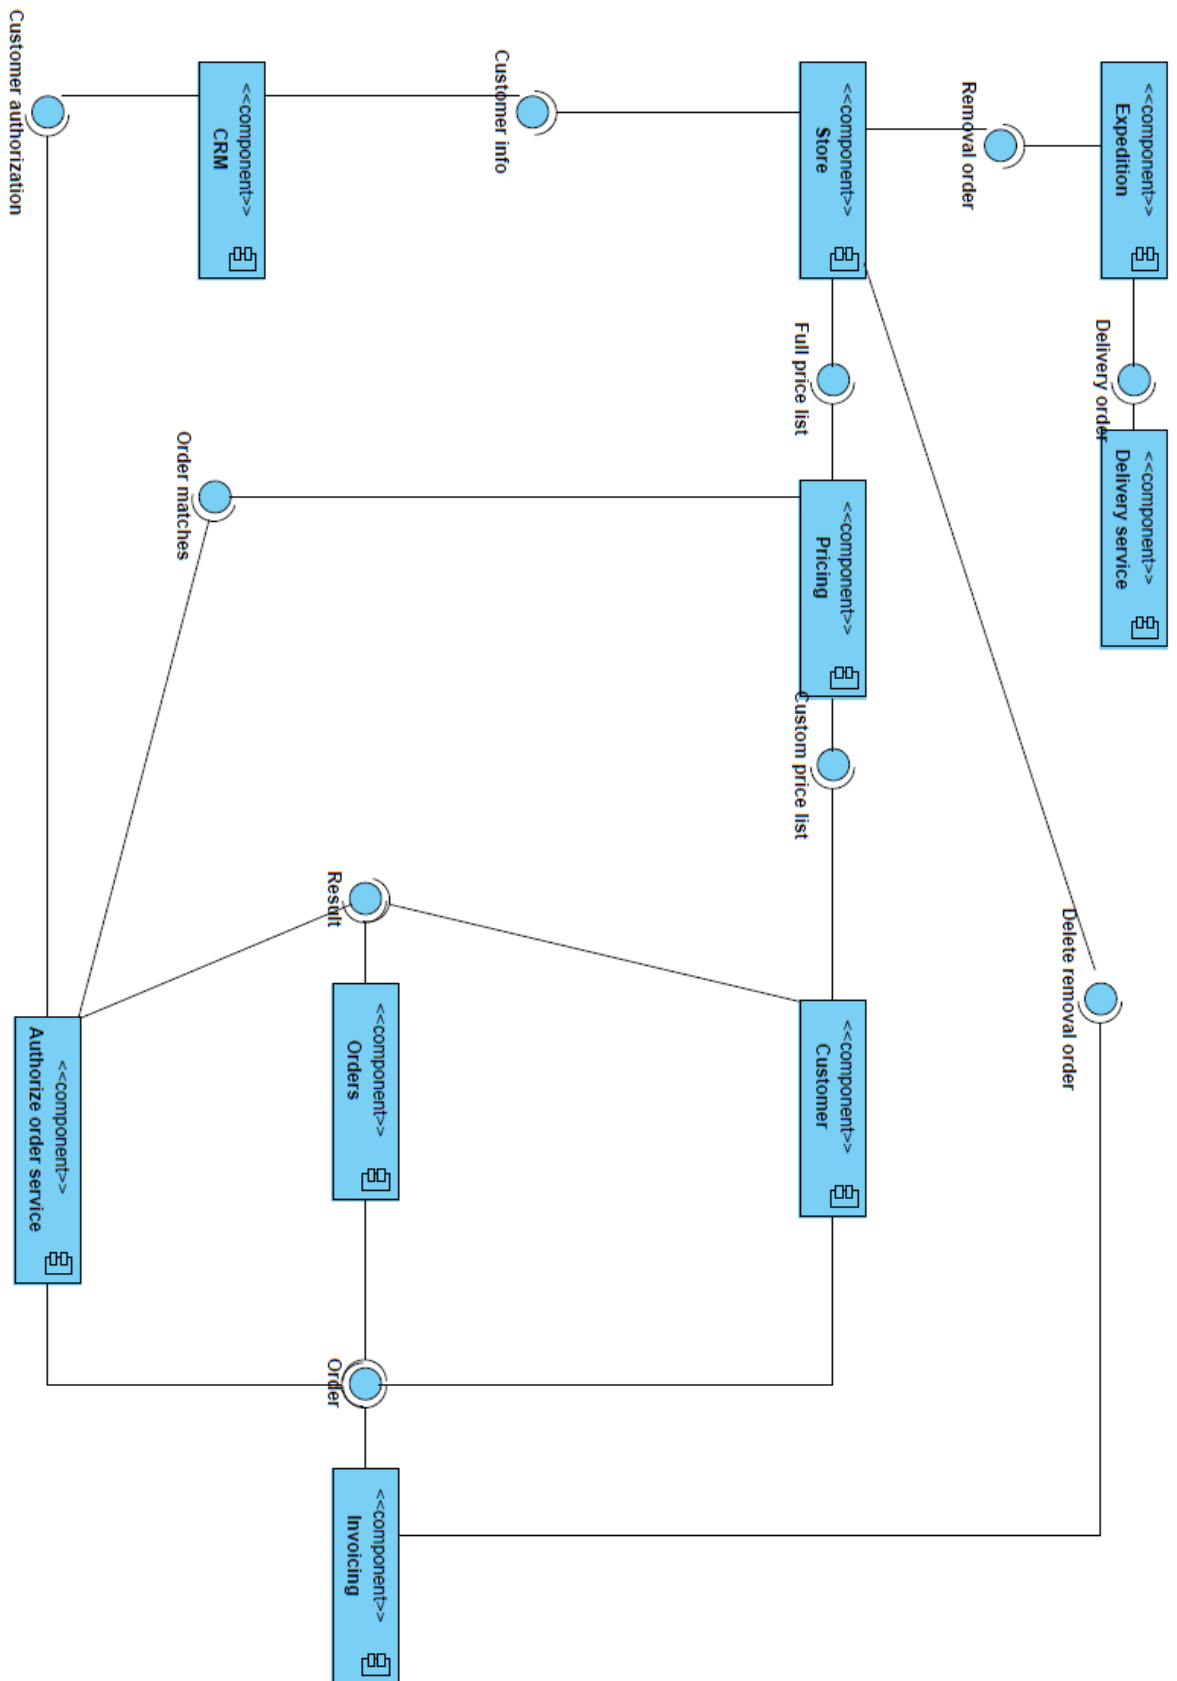 <<component>>
Expedition
<<component>>
Delivery service
Delivery order
Delete removal order
Removal order
<<component>>
Store
<<component>>
Pricing
<<component>>
Customer
Full price list
Custom price list
Customer info
<<component>>
Orders
<<component>>
Invoicing
Result
Order
<<component>>
CRM
Order matches
<<component>>
Authorize order service
Customer authorization